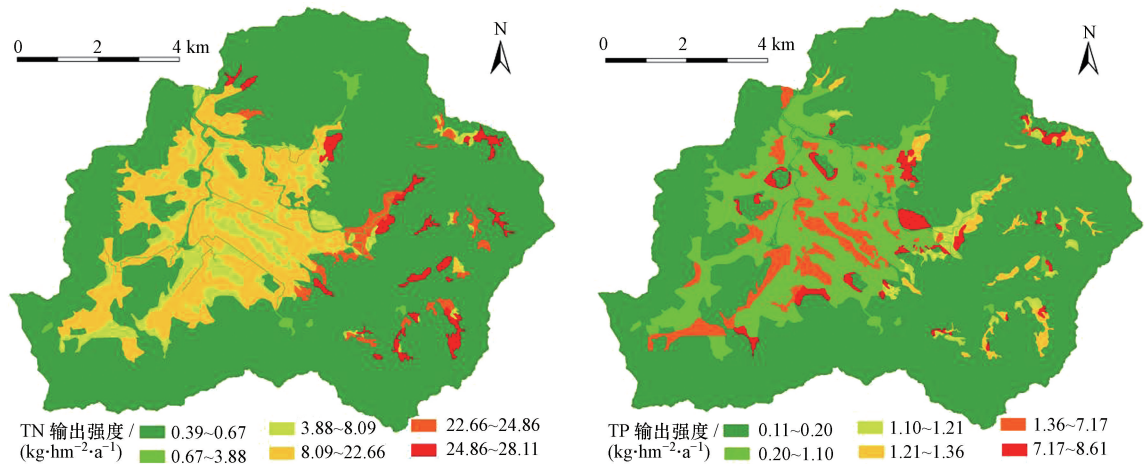 0 2 4 km
N
TN 输出强度 /
(kg·hm⁻²·a⁻¹)
0.39~0.67
0.67~3.88
3.88~8.09
8.09~22.66
22.66~24.86
24.86~28.11
0 2 4 km
N
TP 输出强度 /
(kg·hm⁻²·a⁻¹)
0.11~0.20
0.20~1.10
1.10~1.21
1.21~1.36
1.36~7.17
7.17~8.61